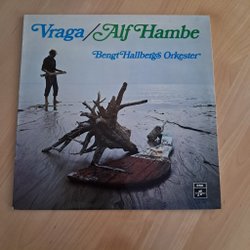 Vraga/Alf Hambe
Bengt Hallbergs Orkester